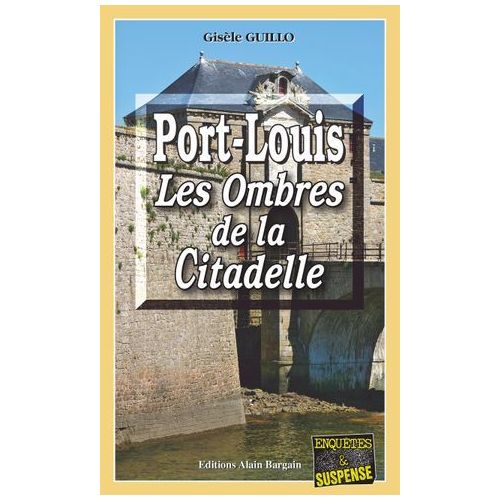 Gisèle GUILLO
Port-Louis
Les Ombres
de la
Citadelle
Editions Alain Bargain
ENQUÊTES
&
SUSPENSE